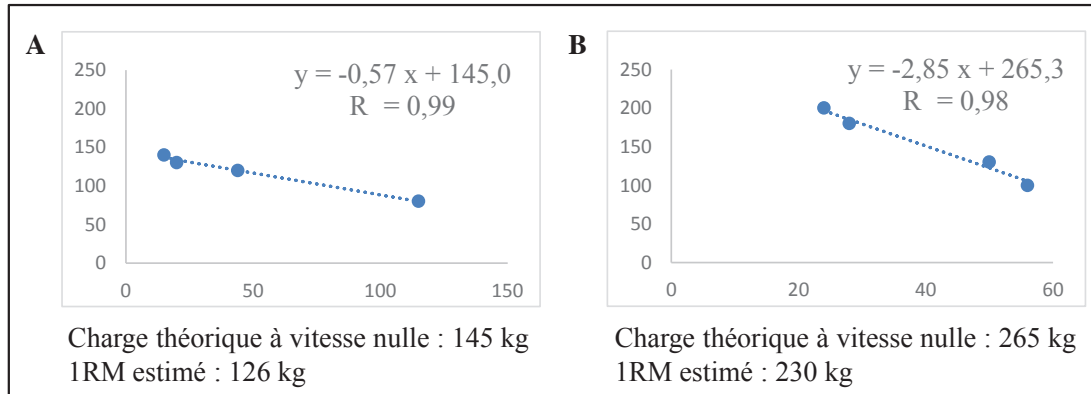 A
y = -0,57 x + 145,0
R = 0,99
250
200
150
100
50
0
0 50 100 150
Charge théorique à vitesse nulle : 145 kg
1RM estimé : 126 kg
B
y = -2,85 x + 265,3
R = 0,98
250
200
150
100
50
0
0 20 40 60
Charge théorique à vitesse nulle : 265 kg
1RM estimé : 230 kg